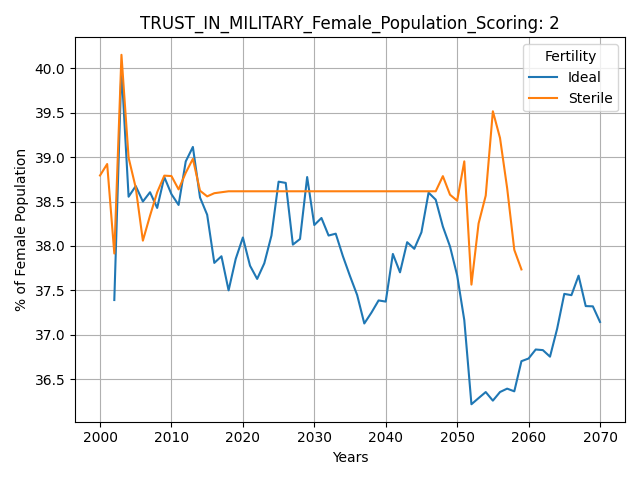 TRUST_IN_MILITARY_Female_Population_Scoring: 2
Fertility
Ideal
Sterile
% of Female Population
40.0
39.5
39.0
38.5
38.0
37.5
37.0
36.5
2000 2010 2020 2030 2040 2050 2060 2070
Years